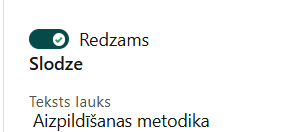 Redzams
Slodze
Teksts lauks
Aizpildīšanas metodika